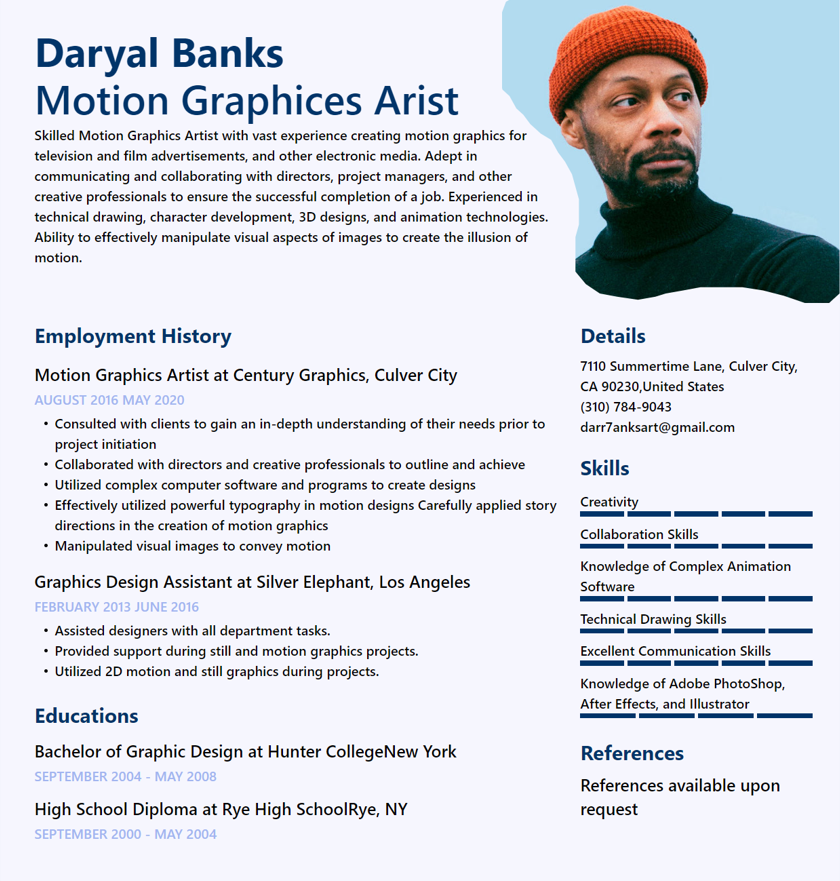 Daryal Banks
Motion Graphices Arist
Skilled Motion Graphics Artist with vast experience creating motion graphics for
television and film advertisements, and other electronic media. Adept in
communicating and collaborating with directors, project managers, and other
creative professionals to ensure the successful completion of a job. Experienced in
technical drawing, character development, 3D designs, and animation technologies.
Ability to effectively manipulate visual aspects of images to create the illusion of
motion.
Employment History
Motion Graphics Artist at Century Graphics, Culver City
AUGUST 2016 MAY 2020
• Consulted with clients to gain an in-depth understanding of their needs prior to
project initiation
• Collaborated with directors and creative professionals to outline and achieve
• Utilized complex computer software and programs to create designs
• Effectively utilized powerful typography in motion designs Carefully applied story
directions in the creation of motion graphics
• Manipulated visual images to convey motion
Graphics Design Assistant at Silver Elephant, Los Angeles
FEBRUARY 2013 JUNE 2016
• Assisted designers with all department tasks.
• Provided support during still and motion graphics projects.
• Utilized 2D motion and still graphics during projects.
Educations
Bachelor of Graphic Design at Hunter CollegeNew York
SEPTEMBER 2004 - MAY 2008
High School Diploma at Rye High SchoolRye, NY
SEPTEMBER 2000 - MAY 2004
Details
7110 Summertime Lane, Culver City,
CA 90230,United States
(310) 784-9043
darr7anksart@gmail.com
Skills
Creativity
Collaboration Skills
Knowledge of Complex Animation
Software
Technical Drawing Skills
Excellent Communication Skills
Knowledge of Adobe PhotoShop,
After Effects, and Illustrator
References
References available upon
request